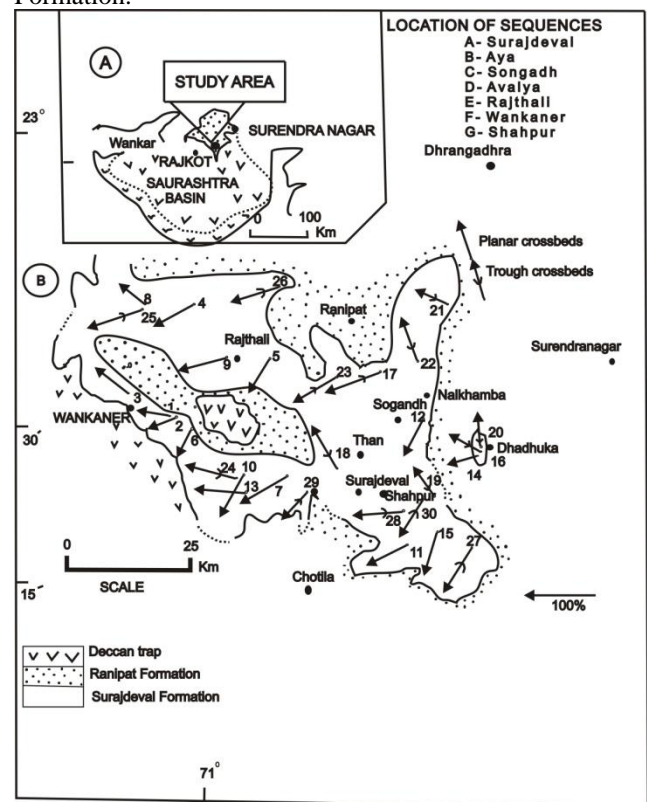 Formation.
LOCATION OF SEQUENCES
A- Surajdeval
B- Aya
C- Songadh
D- Avalya
E- Rajthali
F- Wankaner
G- Shahpur
A
STUDY AREA
23°
Wankar
SURENDRA NAGAR
RAJKOT
SAURASHTRA
BASIN
0 100
Km
Dhrangadhra
Planar crossbeds
Trough crossbeds
B
26
8
4
25
Ranipat
21
Rajthali
Surendranagar
9
5
22
23
17
Nalkhamba
3
1
Sogandh
WANKANER
2
12
30′
6
20
Dhadhuka
18
Than
16
14
24
10
29
19
13
7
Surajdeval
Shahpur
28
30
15
27
0 25
Km
11
SCALE
Chotila
15′
100%
Deccan trap
Ranipat Formation
Surajdeval Formation
71°